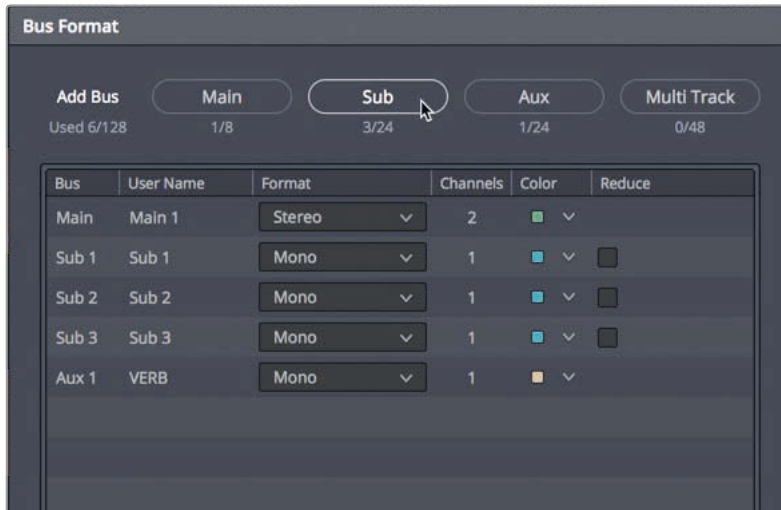 Bus Format
Add Bus Main Sub Aux Multi Track
Used 6/128 1/8 3/24 1/24 0/48
Bus User Name Format Channels Color Reduce
Main Main 1 Stereo 2
Sub 1 Sub 1 Mono 1
Sub 2 Sub 2 Mono 1
Sub 3 Sub 3 Mono 1
Aux 1 VERB Mono 1